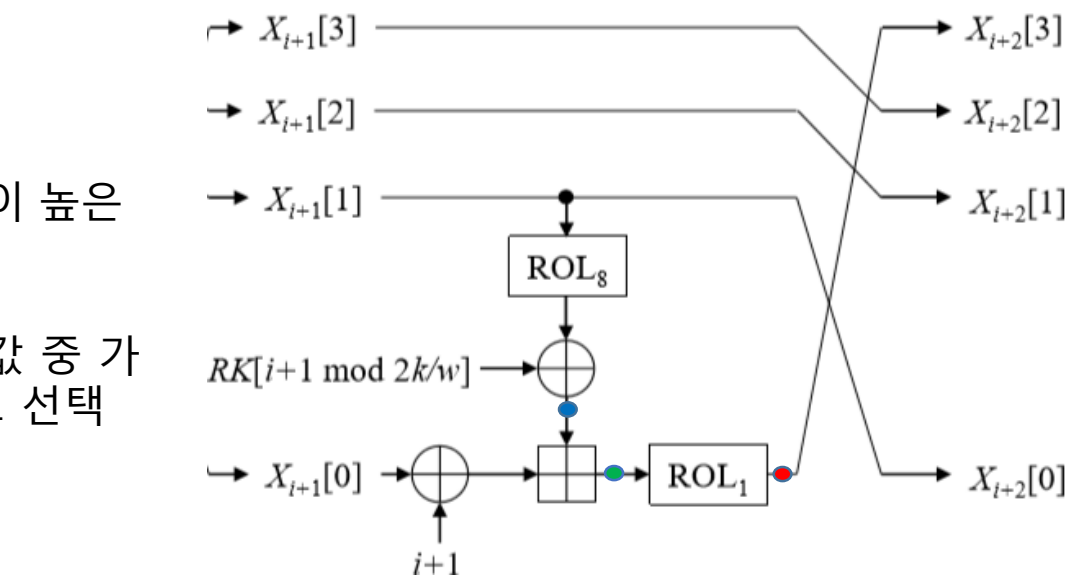 이 높은
값 중 가
선택
X_{i+1}[3]
X_{i+2}[3]
X_{i+1}[2]
X_{i+2}[2]
X_{i+1}[1]
X_{i+2}[1]
ROL_8
RK[i+1 mod 2k/w]
X_{i+1}[0]
ROL_1
X_{i+2}[0]
i+1